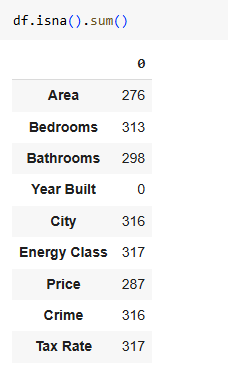 df.isna().sum()
0
Area 276
Bedrooms 313
Bathrooms 298
Year Built 0
City 316
Energy Class 317
Price 287
Crime 316
Tax Rate 317